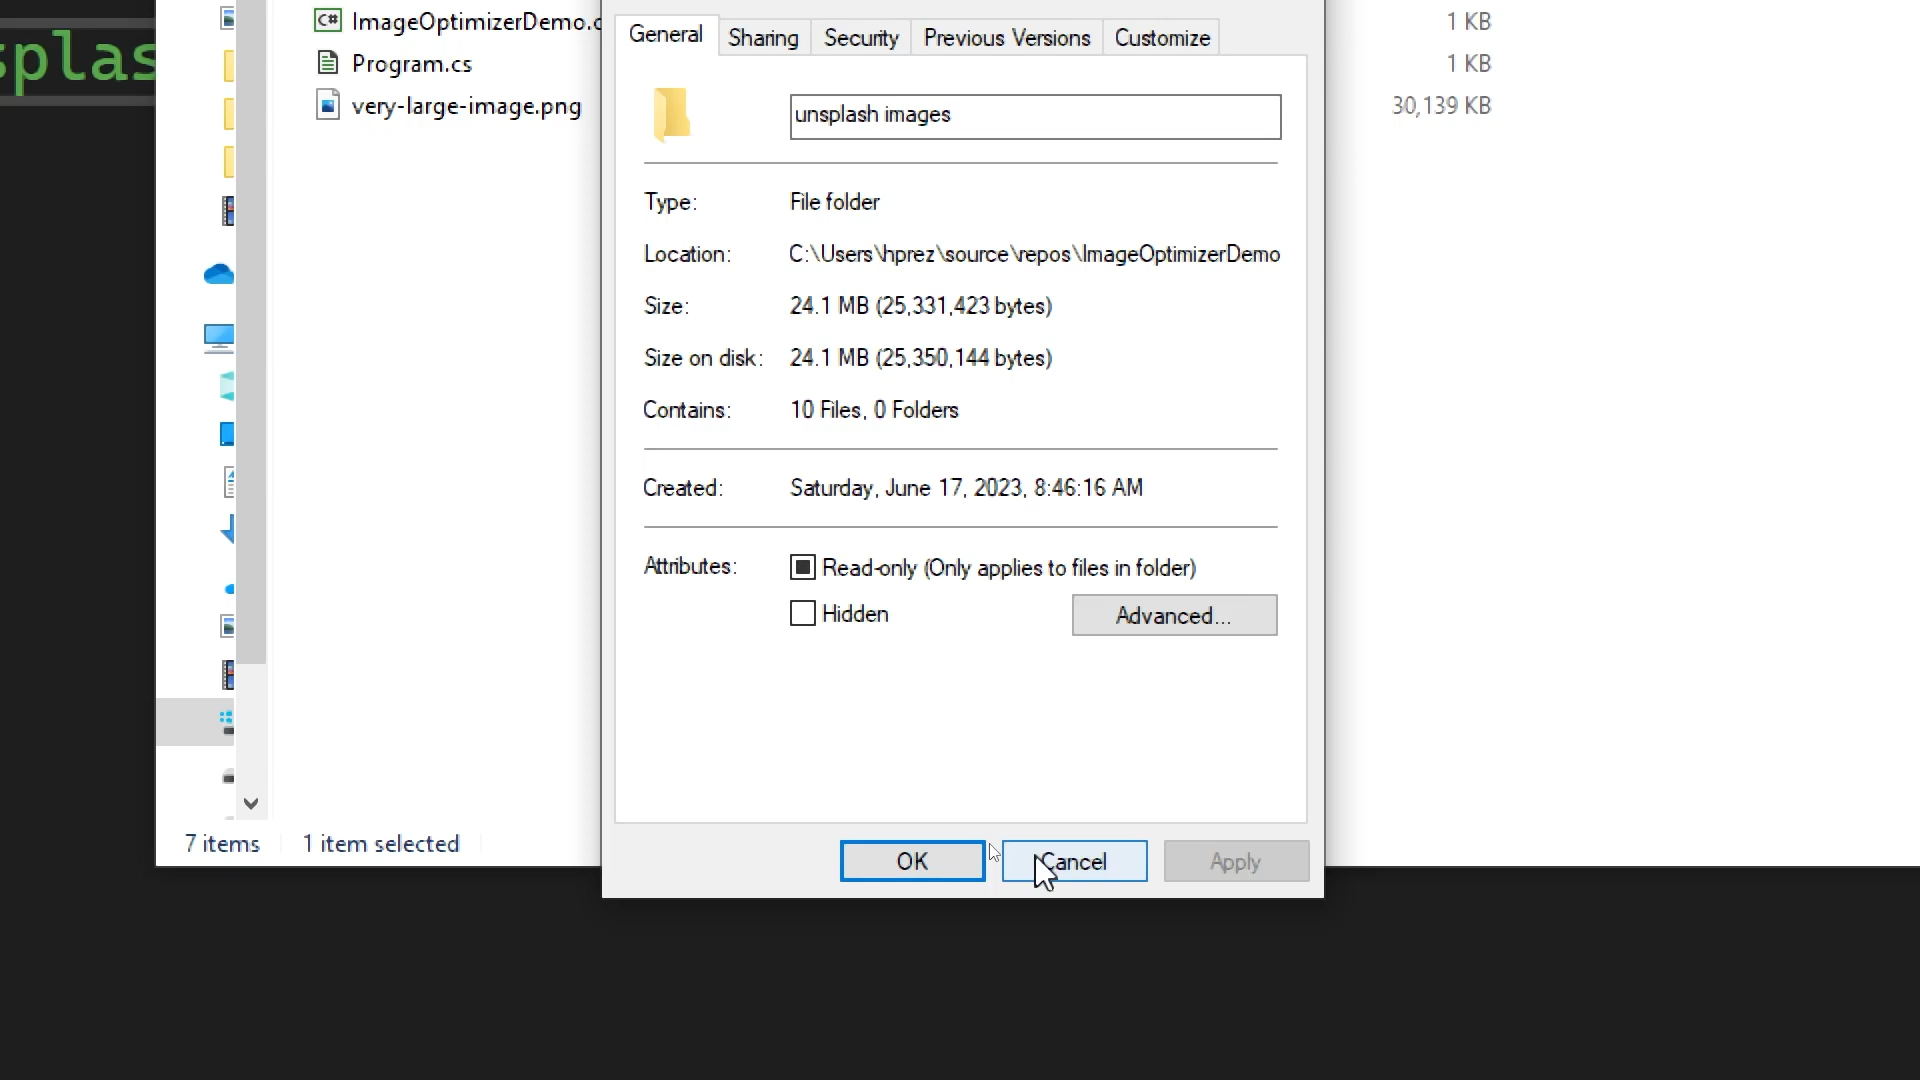 splas
ImageOptimizerDemo.c
1 KB
Program.cs
1 KB
very-large-image.png
30,139 KB
General
Sharing
Security
Previous Versions
Customize
unsplash images
Type: File folder
Location: C:\Users\hprez\source\repos\ImageOptimizerDemo
Size: 24.1 MB (25,331,423 bytes)
Size on disk: 24.1 MB (25,350,144 bytes)
Contains: 10 Files, 0 Folders
Created: Saturday, June 17, 2023, 8:46:16 AM
Attributes: Read-only (Only applies to files in folder)
Hidden
Advanced...
7 items
1 item selected
OK
Cancel
Apply